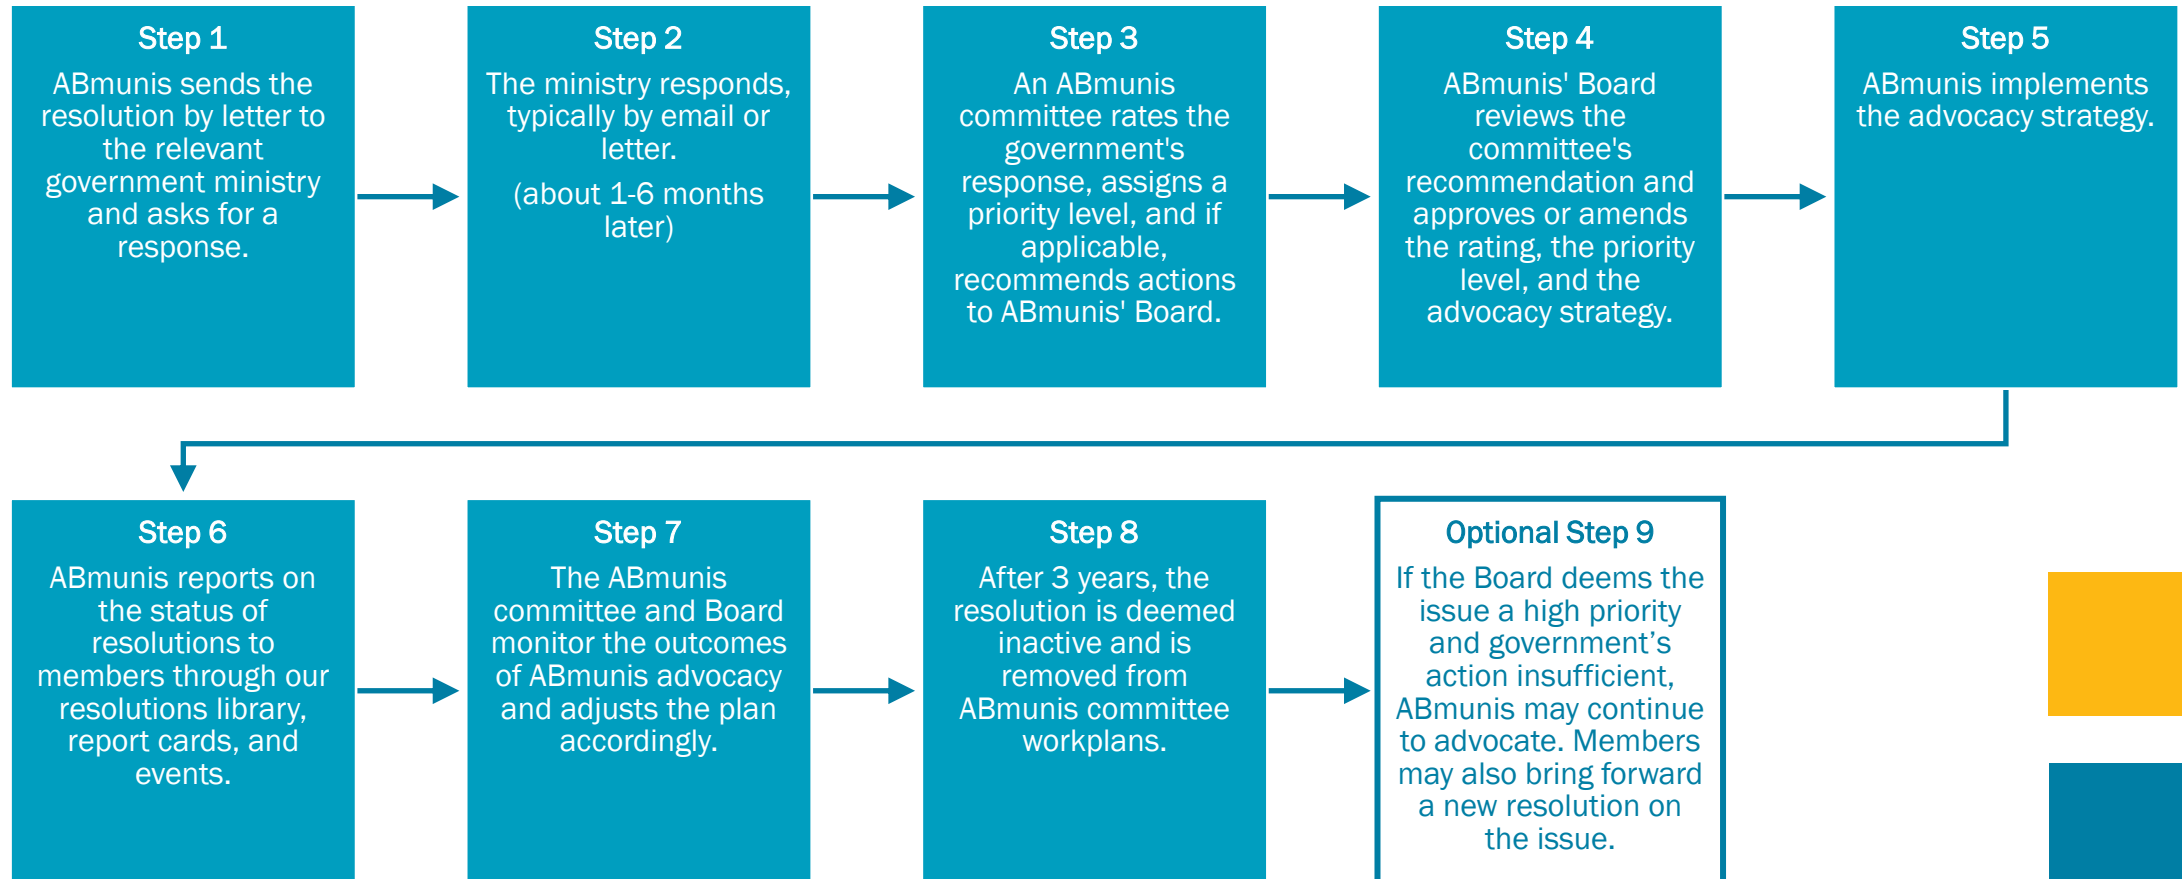 Step 1
ABmunis sends the
resolution by letter to
the relevant
government ministry
and asks for a
response.
Step 2
The ministry responds,
typically by email or
letter.
(about 1-6 months
later)
Step 3
An ABmunis
committee rates the
government's
response, assigns a
priority level, and if
applicable,
recommends actions
to ABmunis' Board.
Step 4
ABmunis' Board
reviews the
committee's
recommendation and
approves or amends
the rating, the priority
level, and the
advocacy strategy.
Step 5
ABmunis implements
the advocacy strategy.
Step 6
ABmunis reports on
the status of
resolutions to
members through our
resolutions library,
report cards, and
events.
Step 7
The ABmunis
committee and Board
monitor the outcomes
of ABmunis advocacy
and adjusts the plan
accordingly.
Step 8
After 3 years, the
resolution is deemed
inactive and is
removed from
ABmunis committee
workplans.
Optional Step 9
If the Board deems the
issue a high priority
and government’s
action insufficient,
ABmunis may continue
to advocate. Members
may also bring forward
a new resolution on
the issue.